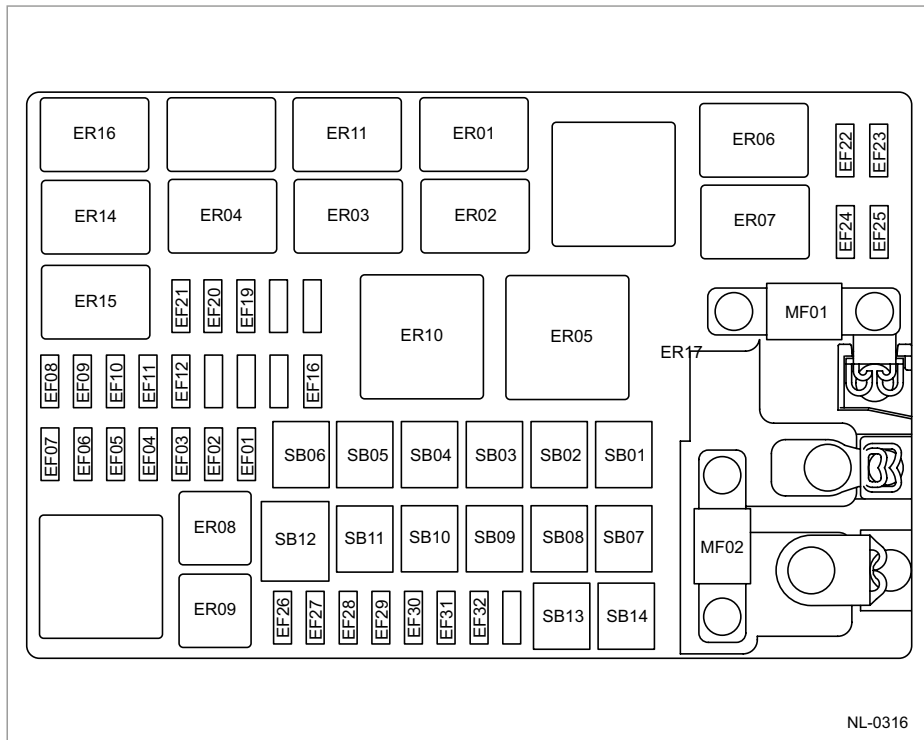 ER16 ER11 ER01 ER06 EF22 EF23
ER14 ER04 ER03 ER02 ER07 EF24 EF25
ER15 EF21 EF20 EF19 ER10 ER05 MF01
ER17
EF08 EF09 EF10 EF11 EF12 EF16
EF07 EF06 EF05 EF04 EF03 EF02 EF01 SB06 SB05 SB04 SB03 SB02 SB01
ER08 SB12 SB11 SB10 SB09 SB08 SB07 MF02
ER09 EF26 EF27 EF28 EF29 EF30 EF31 EF32 SB13 SB14
NL-0316